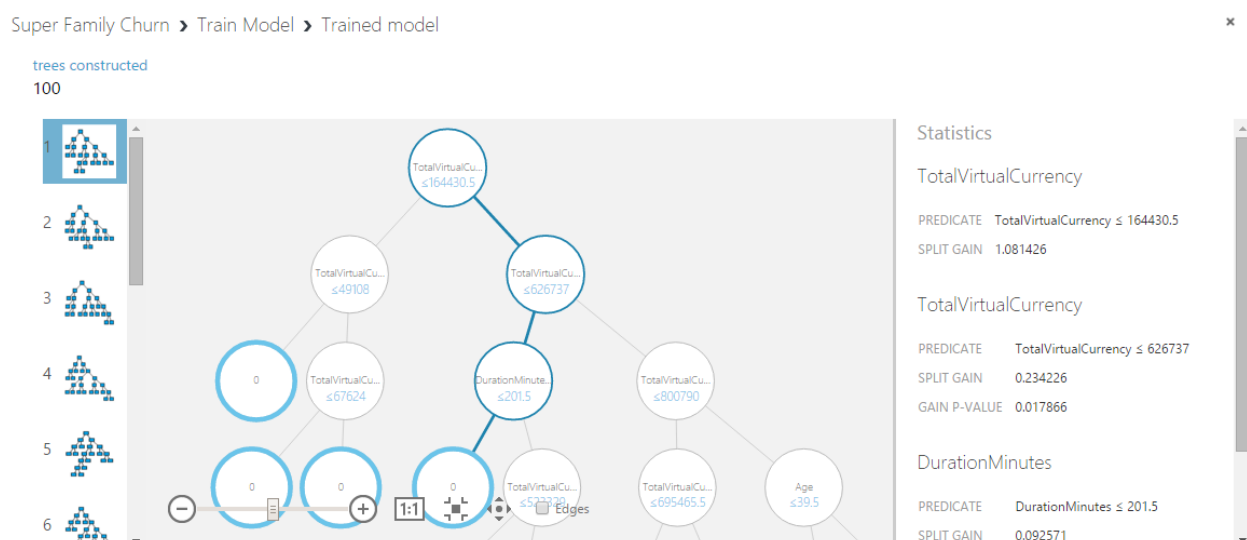 Super Family Churn > Train Model > Trained model
×
trees constructed
100
1
2
3
4
5
6
TotalVirtualCu...
≤164430.5
TotalVirtualCu...
≤49108
TotalVirtualCu...
≤626737
0
TotalVirtualCu...
≤67624
DurationMinute...
≤201.5
TotalVirtualCu...
≤800790
0
0
0
TotalVirtualCu...
TotalVirtualCu...
≤695465.5
Age
≤39.5
1:1
Edges
Statistics
TotalVirtualCurrency
PREDICATE TotalVirtualCurrency ≤ 164430.5
SPLIT GAIN 1.081426
TotalVirtualCurrency
PREDICATE TotalVirtualCurrency ≤ 626737
SPLIT GAIN 0.234226
GAIN P-VALUE 0.017866
DurationMinutes
PREDICATE DurationMinutes ≤ 201.5
SPLIT GAIN 0.092571